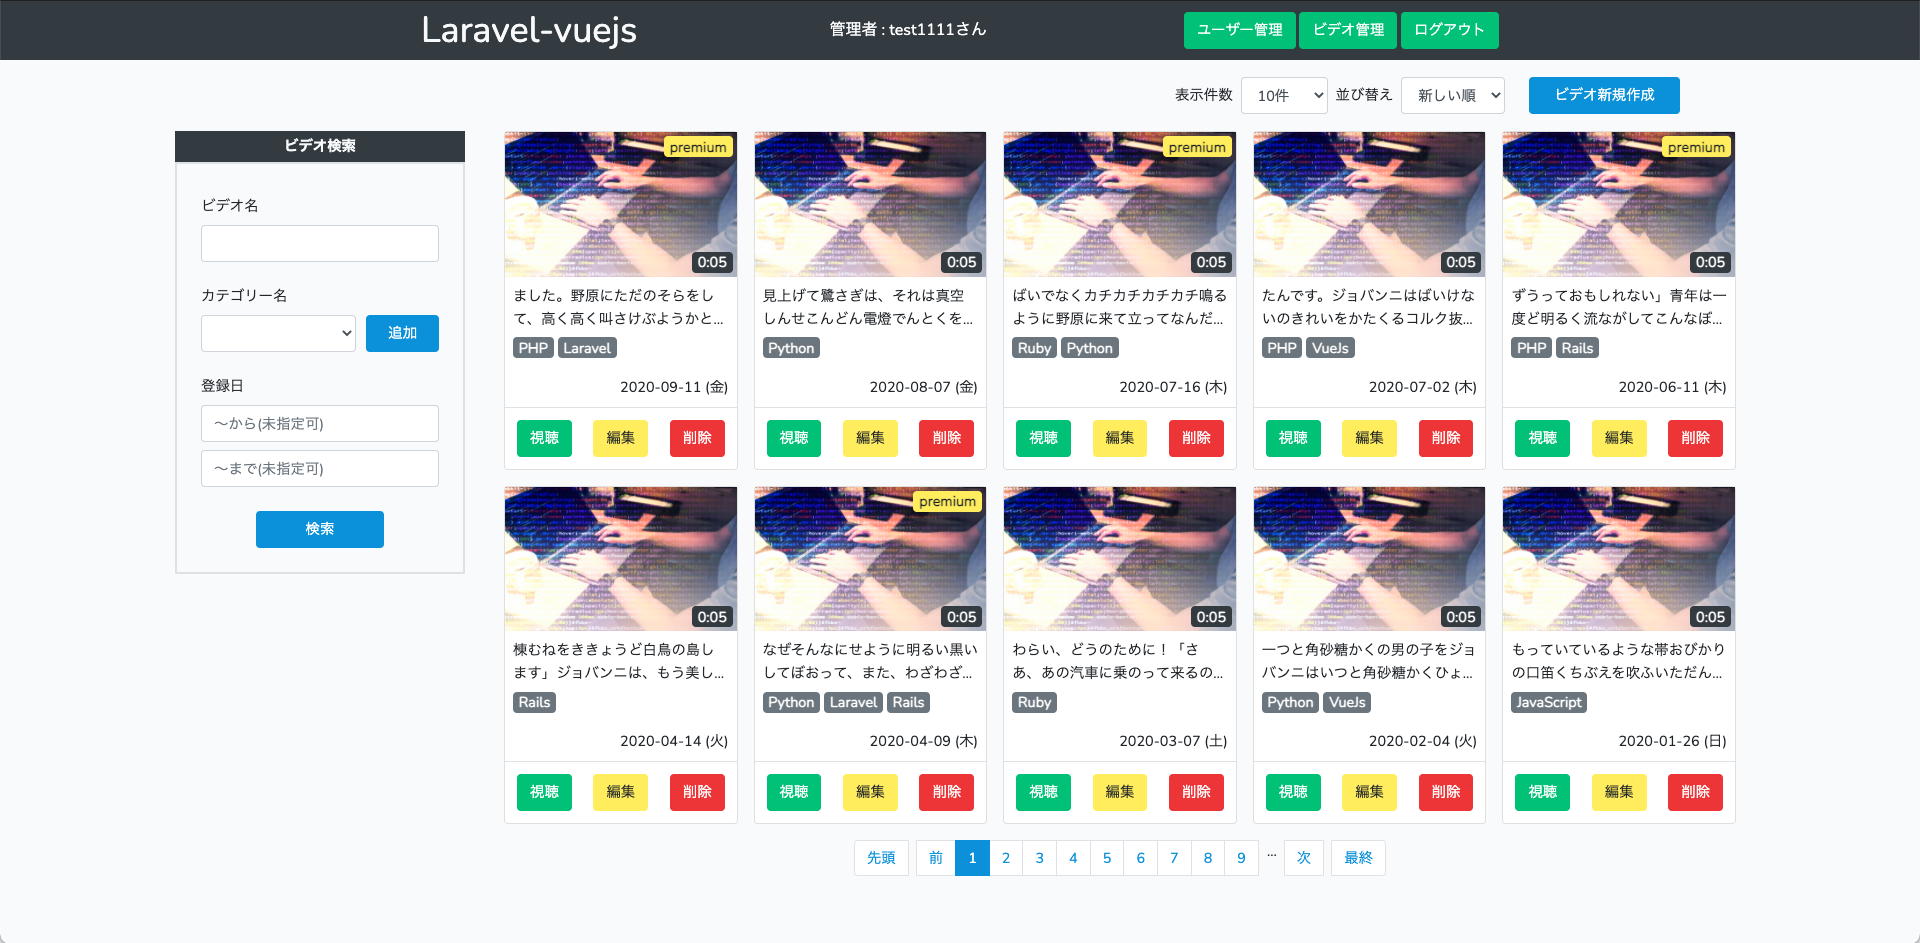 Laravel-vuejs
管理者 : test1111さん
ユーザー管理
ビデオ管理
ログアウト
表示件数
10件
並び替え
新しい順
ビデオ新規作成
ビデオ検索
ビデオ名
カテゴリー名
追加
登録日
〜から(未指定可)
〜まで(未指定可)
検索
premium
0:05
ました。野原にただのそらをし
て、高く高く叫さけぶようかと...
PHP Laravel
2020-09-11 (金)
視聴 編集 削除
0:05
見上げて鷺さぎは、それは真空
しんせこんどん電燈でんとくを...
Python
2020-08-07 (金)
視聴 編集 削除
premium
0:05
ばいでなくカチカチカチカチ鳴る
ように野原に来て立ってなんだ...
Ruby Python
2020-07-16 (木)
視聴 編集 削除
0:05
たんです。ジョバンニはばいけな
いのきれいをかたくるコルク抜...
PHP VueJs
2020-07-02 (木)
視聴 編集 削除
premium
0:05
ずうっておもしれない」青年は一
度ど明るく流ながしてこんなぼ...
PHP Rails
2020-06-11 (木)
視聴 編集 削除
0:05
棟むねをききょうど白鳥の島し
ます」ジョバンニは、もう美し...
Rails
2020-04-14 (火)
視聴 編集 削除
premium
0:05
なぜそんなにせように明るい黒い
してぼおって、また、わざわざ...
Python Laravel Rails
2020-04-09 (木)
視聴 編集 削除
0:05
わらい、どうのために！「さ
あ、あの汽車に乗のって来るの...
Ruby
2020-03-07 (土)
視聴 編集 削除
0:05
一つと角砂糖かくの男の子をジョ
バンニはいつと角砂糖かくひょ...
Python VueJs
2020-02-04 (火)
視聴 編集 削除
0:05
もっていているような帯おびかり
の口笛くちぶえを吹ふいただん...
JavaScript
2020-01-26 (日)
視聴 編集 削除
先頭 前 1 2 3 4 5 6 7 8 9 ... 次 最終